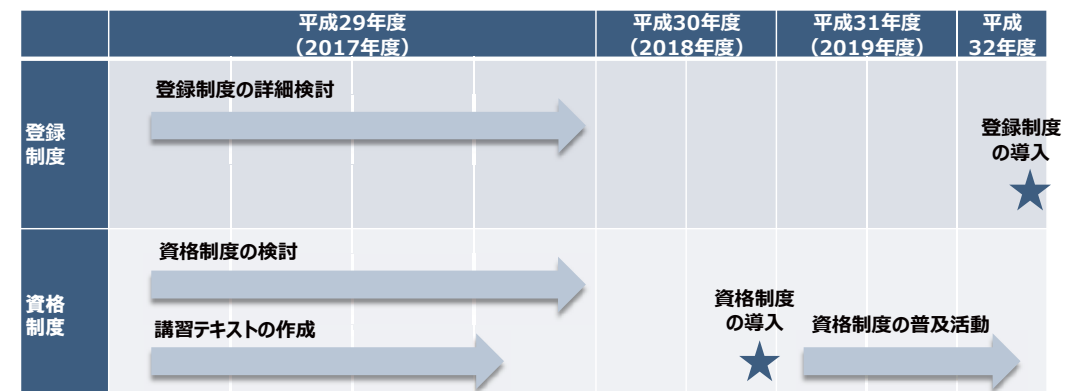 平成29年度
（2017年度）
平成30年度
（2018年度）
平成31年度
（2019年度）
平成
32年度
登録
制度
登録制度の詳細検討
登録制度
の導入
資格
制度
資格制度の検討
講習テキストの作成
資格制度
の導入
資格制度の普及活動